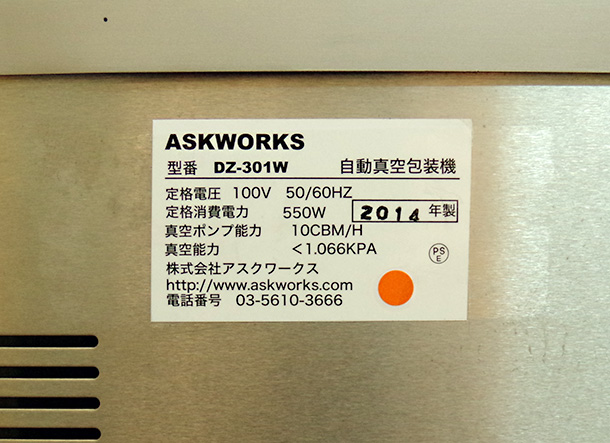 ASKWORKS
型番 DZ-301W 自動真空包装機
定格電圧 100V 50/60HZ
定格消費電力 550W 2014 年製
真空ポンプ能力 10CBM/H
真空能力 <1.066KPA
PS
E
株式会社アスクワークス
http://www.askworks.com
電話番号 03-5610-3666